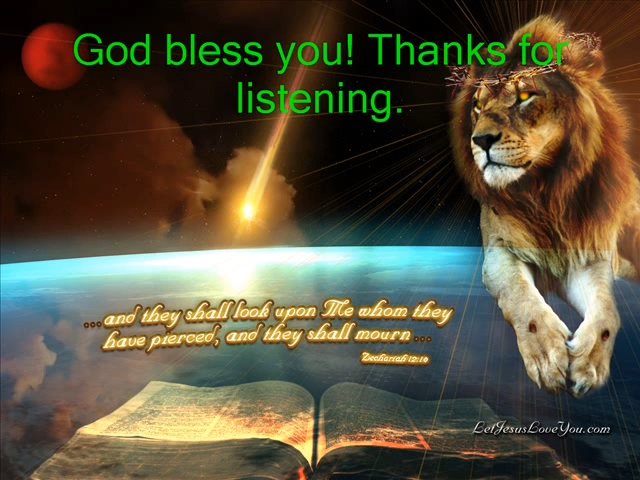 God bless you! Thanks for
listening.
...and they shall look upon Me whom they
have pierced, and they shall mourn...
Zechariah 12:10
LetJesusLoveYou.com